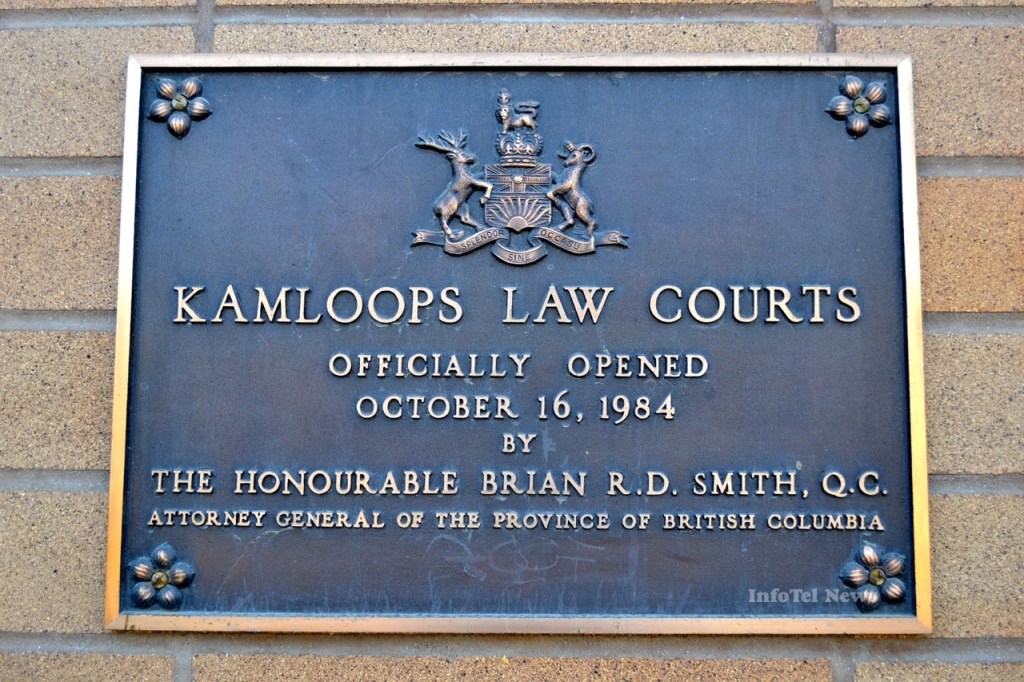 SPLENDOR SINE OCCASU
KAMLOOPS LAW COURTS
OFFICIALLY OPENED
OCTOBER 16, 1984
BY
THE HONOURABLE BRIAN R.D. SMITH, Q.C.
ATTORNEY GENERAL OF THE PROVINCE OF BRITISH COLUMBIA
InfoTel News